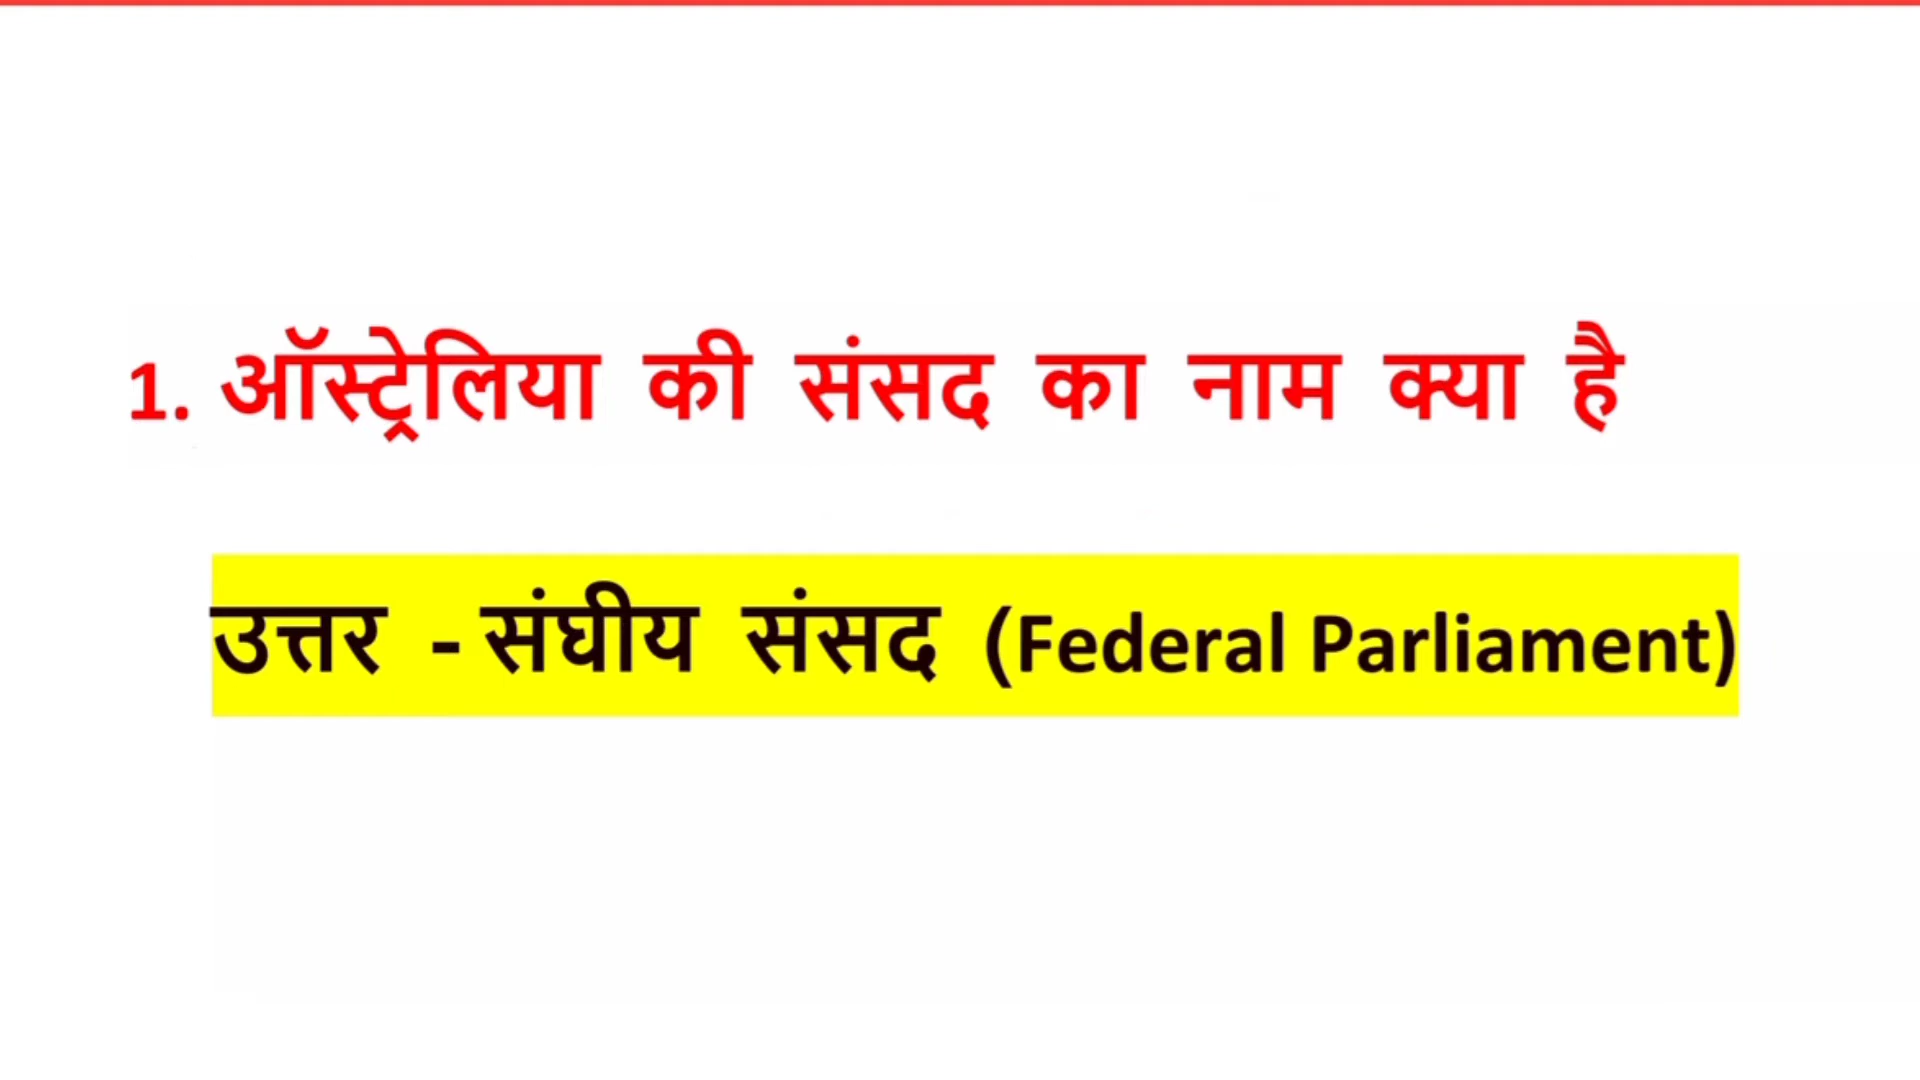 1. ऑस्ट्रेलिया की संसद का नाम क्या है
उत्तर - संघीय संसद (Federal Parliament)